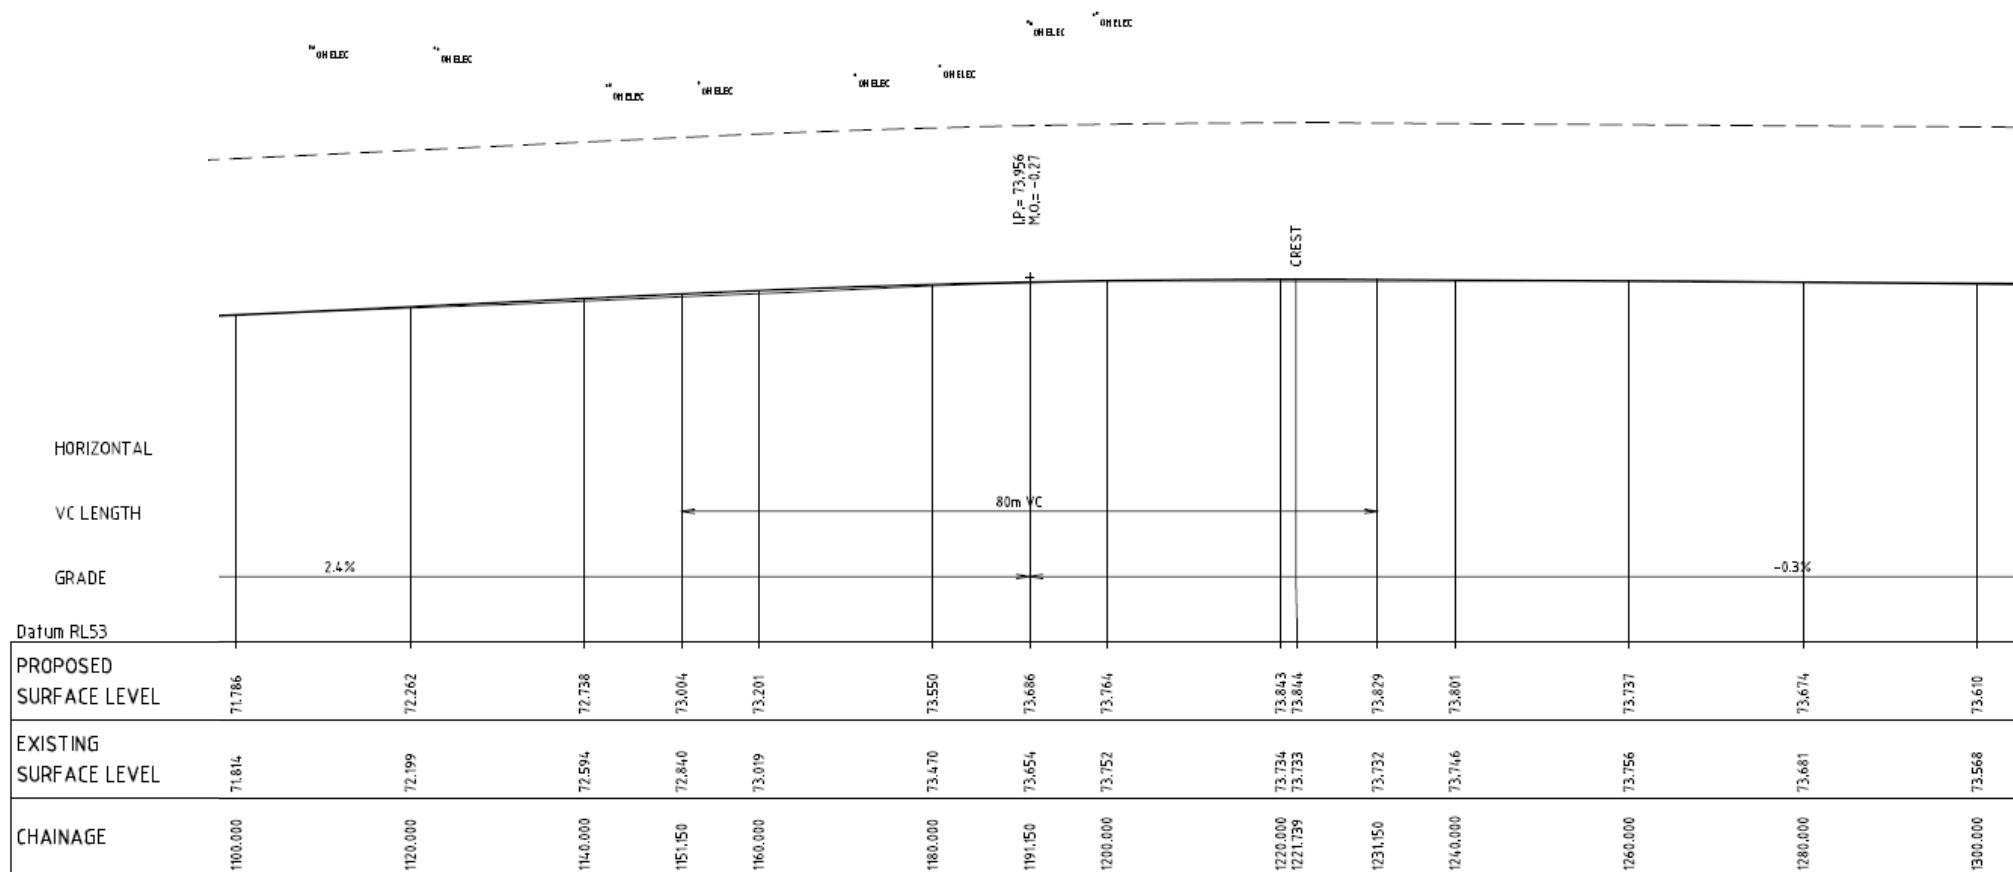 OH ELEC
OH ELEC
OH ELEC
OH ELEC
OH ELEC
OH ELEC
OH ELEC
OH ELEC
I.P.= 73.956
M.O.= -0.27
CREST
HORIZONTAL
VC LENGTH
80m VC
GRADE
2.4%
-0.3%
Datum RL53
PROPOSED
SURFACE LEVEL
71.786 72.262 72.738 73.004 73.201 73.550 73.686 73.764 73.843 73.844 73.829 73.801 73.737 73.674 73.610
EXISTING
SURFACE LEVEL
71.814 72.199 72.594 72.840 73.019 73.470 73.654 73.752 73.734 73.733 73.732 73.746 73.756 73.681 73.568
CHAINAGE
1100.000 1120.000 1140.000 1151.150 1160.000 1180.000 1191.150 1200.000 1220.000 1221.739 1231.150 1240.000 1260.000 1280.000 1300.000